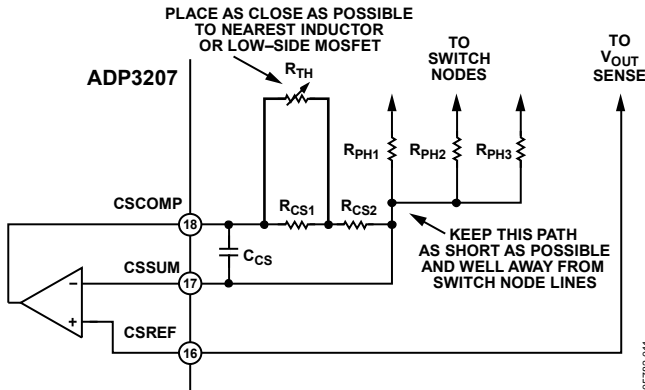 PLACE AS CLOSE AS POSSIBLE
TO NEAREST INDUCTOR
OR LOW–SIDE MOSFET
TO
SWITCH
NODES
TO
VOUT
SENSE
ADP3207
RTH
RPH1
RPH2
RPH3
CSCOMP
18
RCS1
RCS2
KEEP THIS PATH
AS SHORT AS POSSIBLE
AND WELL AWAY FROM
SWITCH NODE LINES
CCS
CSSUM
17
–
+
CSREF
16